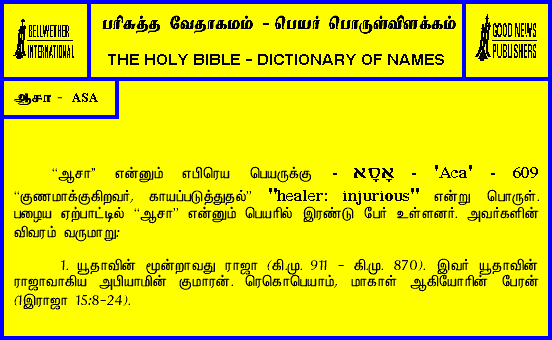 BELLWETHER
INTERNATIONAL
பரிசுத்த வேதாகமம் - பெயர் பொருள்விளக்கம்
THE HOLY BIBLE - DICTIONARY OF NAMES
GOOD NEWS
PUBLISHERS
ஆசா - ASA
“ஆசா” என்னும் எபிரெய பெயருக்கு - אָסָא - 'Aca' - 609
“குணமாக்குகிறவர், காயப்படுத்துதல்” "healer: injurious" என்று பொருள்.
பழைய ஏற்பாட்டில் “ஆசா” என்னும் பெயரில் இரண்டு பேர் உள்ளனர். அவர்களின்
விவரம் வருமாறு:
1. யூதாவின் மூன்றாவது ராஜா (கி.மு. 911 - கி.மு. 870). இவர் யூதாவின்
ராஜாவாகிய அபியாமின் குமாரன். ரெகொபெயாம், மாகாள் ஆகியோரின் பேரன்
(1இராஜா 15:8-24).